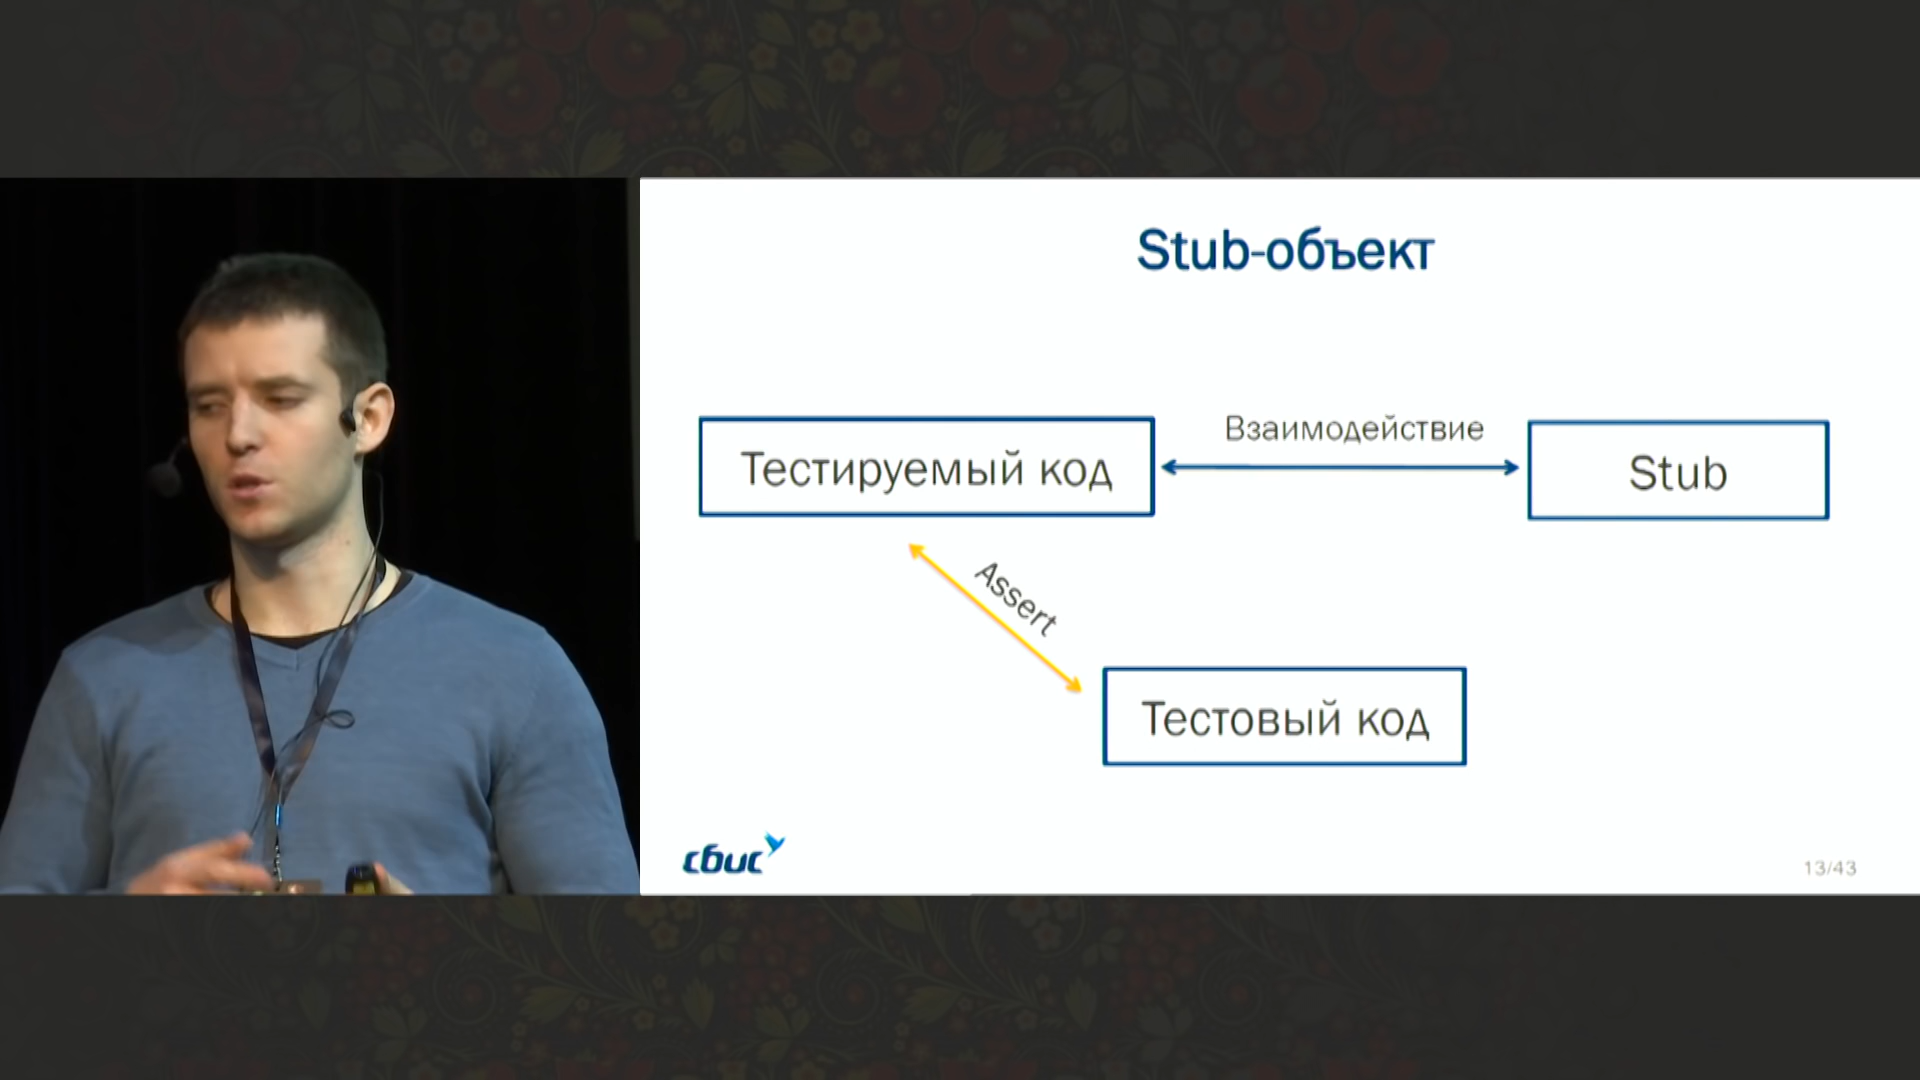 Stub-объект
Тестируемый код
Взаимодействие
Stub
Assert
Тестовый код
сбис
13/43